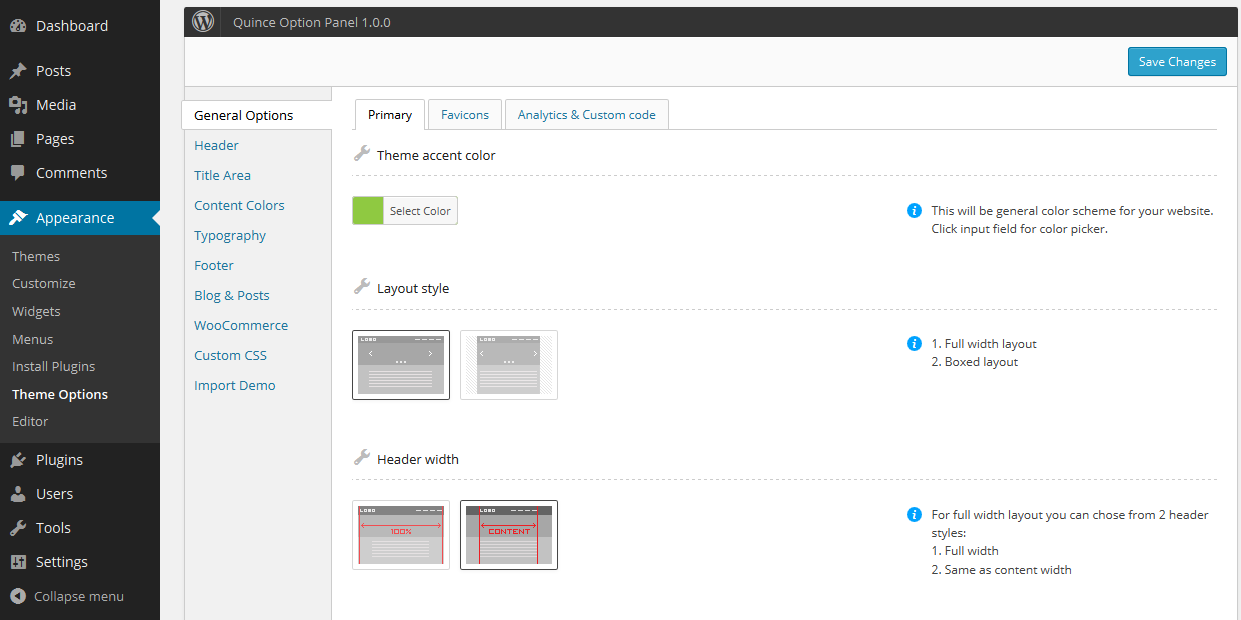 Dashboard
Posts
Media
Pages
Comments
Appearance
Themes
Customize
Widgets
Menus
Install Plugins
Theme Options
Editor
Plugins
Users
Tools
Settings
Collapse menu
Quince Option Panel 1.0.0
Save Changes
General Options
Header
Title Area
Content Colors
Typography
Footer
Blog & Posts
WooCommerce
Custom CSS
Import Demo
Primary Favicons Analytics & Custom code
Theme accent color
Select Color
This will be general color scheme for your website.
Click input field for color picker.
Layout style
LOGO
LOGO
1. Full width layout
2. Boxed layout
Header width
LOGO
100%
LOGO
CONTENT
For full width layout you can chose from 2 header
styles:
1. Full width
2. Same as content width